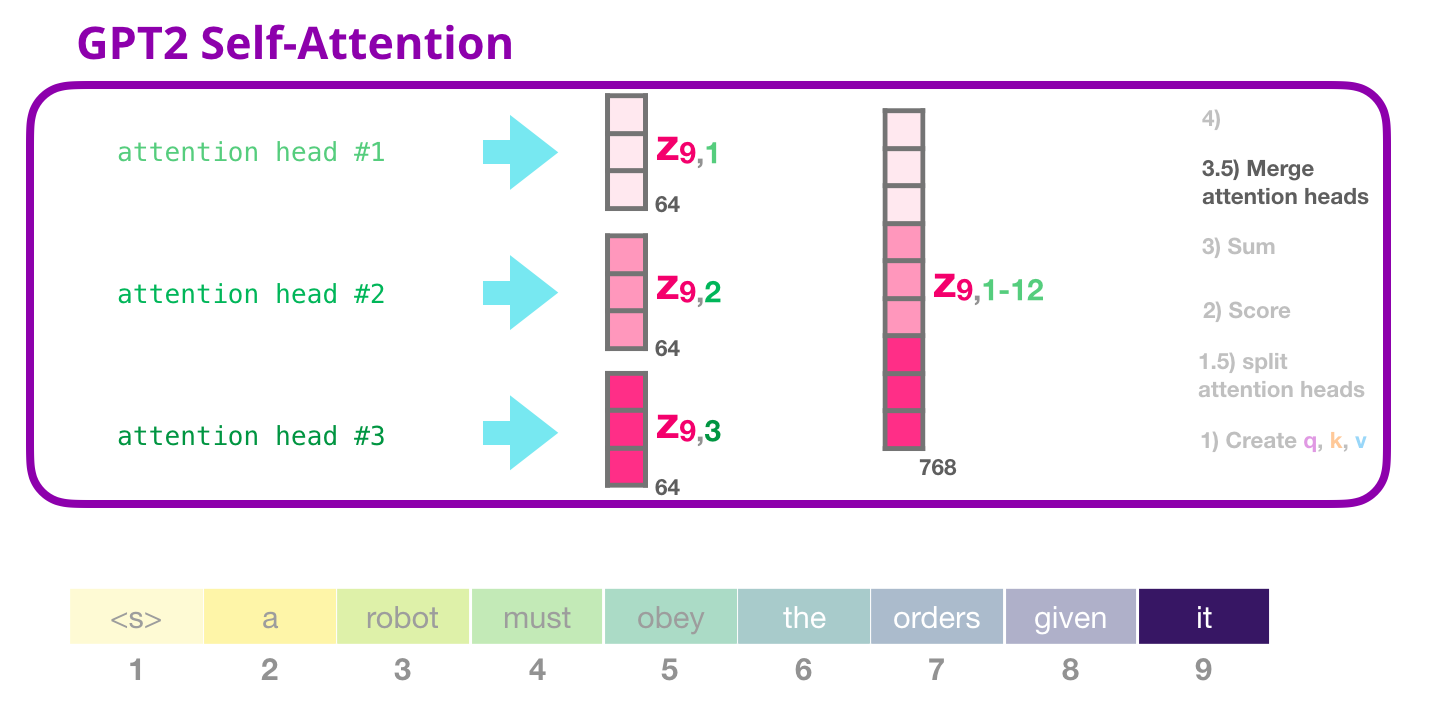 GPT2 Self-Attention
attention head #1
z9,1
64
attention head #2
z9,2
64
attention head #3
z9,3
64
z9,1-12
768
4)
3.5) Merge
attention heads
3) Sum
2) Score
1.5) split
attention heads
1) Create q, k, v
<s> a robot must obey the orders given it
1 2 3 4 5 6 7 8 9